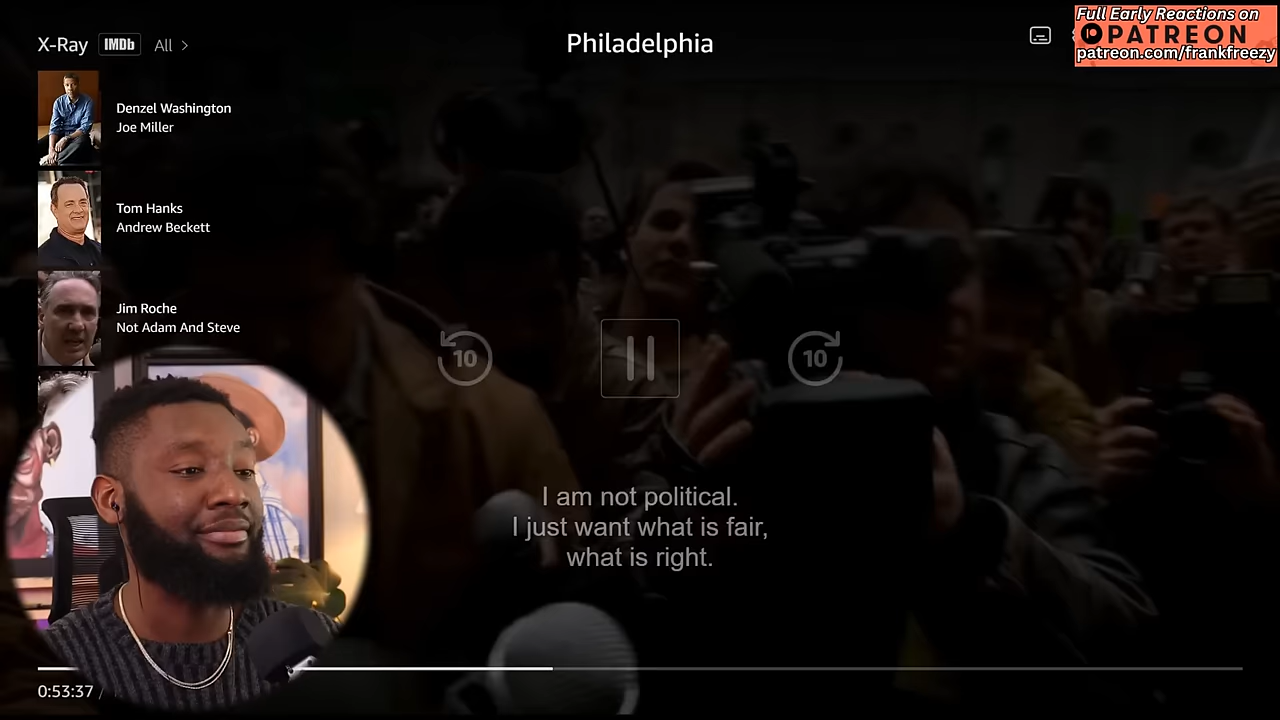 X-Ray IMDb All >
Philadelphia
Full Early Reactions on
PATREON
patreon.com/frankfreezy
Denzel Washington
Joe Miller
Tom Hanks
Andrew Beckett
Jim Roche
Not Adam And Steve
10
10
I am not political.
I just want what is fair,
what is right.
0:53:37 /